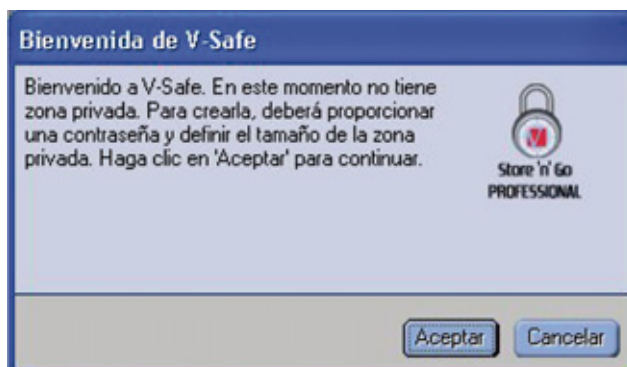 Bienvenida de V-Safe
Bienvenido a V-Safe. En este momento no tiene
zona privada. Para crearla, deberá proporcionar
una contraseña y definir el tamaño de la zona
privada. Haga clic en 'Aceptar' para continuar.
V
Store 'n' Go
PROFESSIONAL
Aceptar
Cancelar